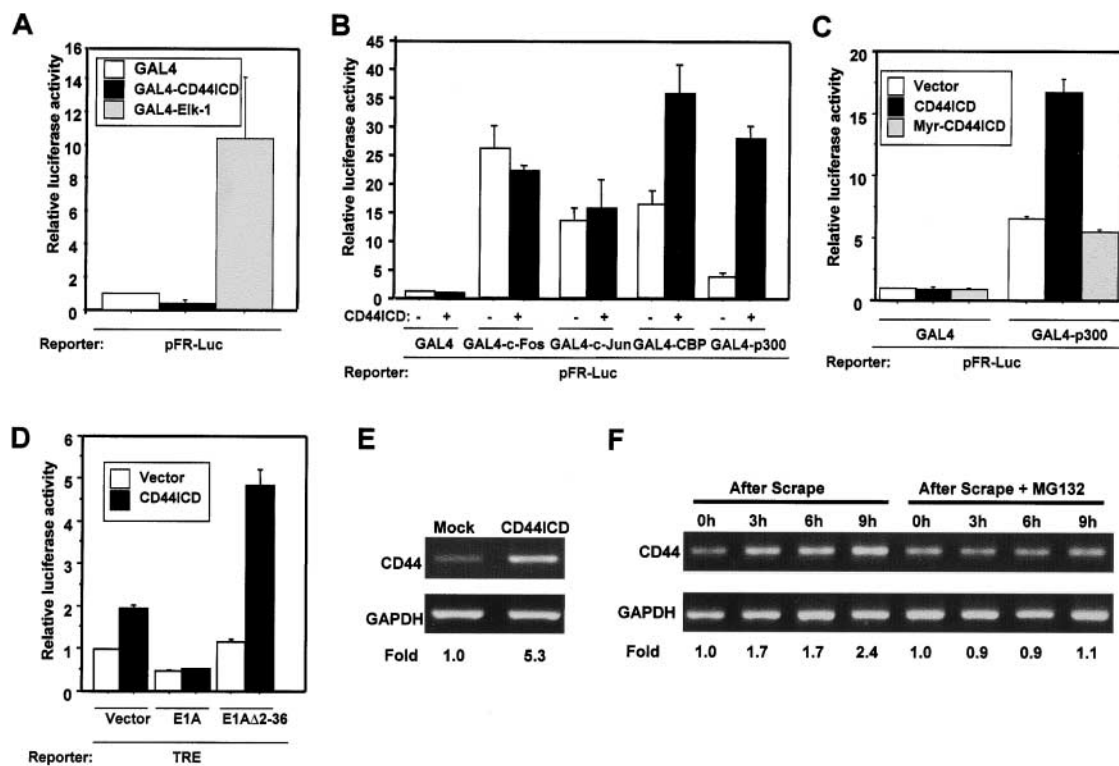 A
Relative luciferase activity
16
14
12
10
8
6
4
2
0
GAL4
GAL4-CD44ICD
GAL4-Elk-1
Reporter: pFR-Luc
B
Relative luciferase activity
45
40
35
30
25
20
15
10
5
0
CD44ICD: - + - + - + - + - +
GAL4 GAL4-c-Fos GAL4-c-Jun GAL4-CBP GAL4-p300
Reporter: pFR-Luc
C
Relative luciferase activity
20
15
10
5.0
0.0
Vector
CD44ICD
Myr-CD44ICD
GAL4 GAL4-p300
Reporter: pFR-Luc
D
Relative luciferase activity
6
5
4
3
2
1
0
Vector
CD44ICD
Vector E1A E1AΔ2-36
Reporter: TRE
E
Mock CD44ICD
CD44
GAPDH
Fold 1.0 5.3
F
After Scrape After Scrape + MG132
0h 3h 6h 9h 0h 3h 6h 9h
CD44
GAPDH
Fold 1.0 1.7 1.7 2.4 1.0 0.9 0.9 1.1